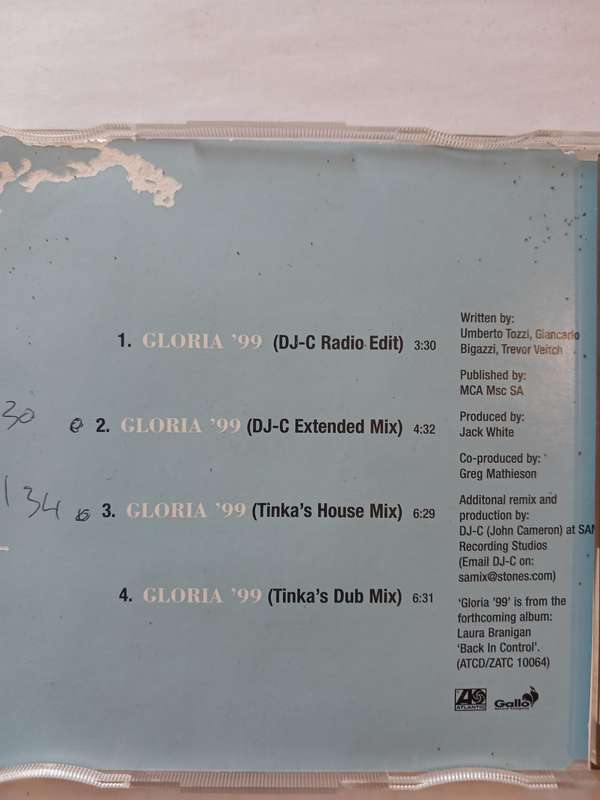 1. GLORIA '99 (DJ-C Radio Edit) 3:30
30
2. GLORIA '99 (DJ-C Extended Mix) 4:32
134
3. GLORIA '99 (Tinka's House Mix) 6:29
4. GLORIA '99 (Tinka's Dub Mix) 6:31
Written by:
Umberto Tozzi, Giancarlo
Bigazzi, Trevor Veitch
Published by:
MCA Msc SA
Produced by:
Jack White
Co-produced by:
Greg Mathieson
Additonal remix and
production by:
DJ-C (John Cameron) at SAM
Recording Studios
(Email DJ-C on:
samix@stones.com)
'Gloria '99' is from the
forthcoming album:
Laura Branigan
'Back In Control'.
(ATCD/ZATC 10064)
ATLANTIC
Gallo